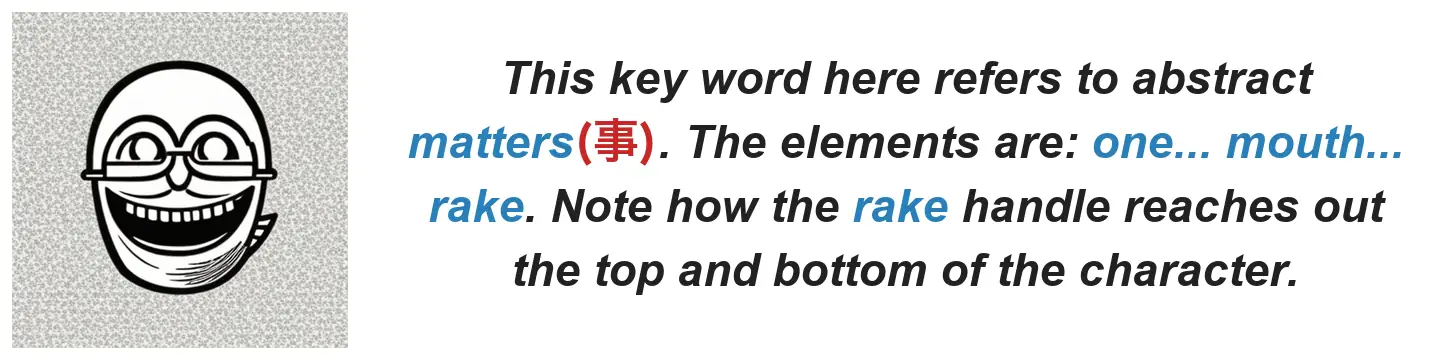 This key word here refers to abstract
matters(事). The elements are: one... mouth...
rake. Note how the rake handle reaches out
the top and bottom of the character.